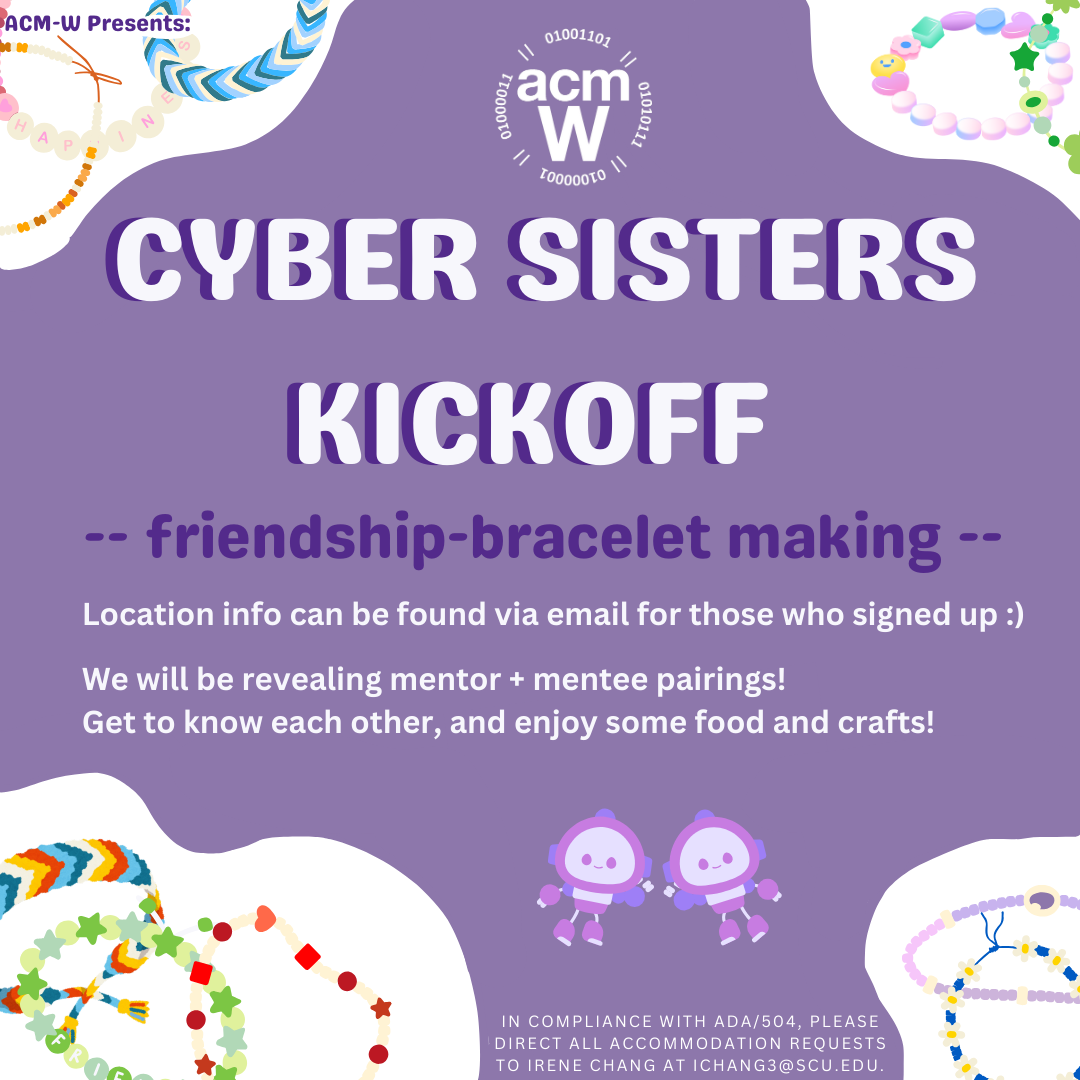 ACM-W Presents:
01001101
//
//
01000011
acm
W
01010111
//
//
01000001
HAP INES
CYBER SISTERS
KICKOFF
-- friendship-bracelet making --
Location info can be found via email for those who signed up :)
We will be revealing mentor + mentee pairings!
Get to know each other, and enjoy some food and crafts!
FRIE
IN COMPLIANCE WITH ADA/504, PLEASE
DIRECT ALL ACCOMMODATION REQUESTS
TO IRENE CHANG AT ICHANG3@SCU.EDU.